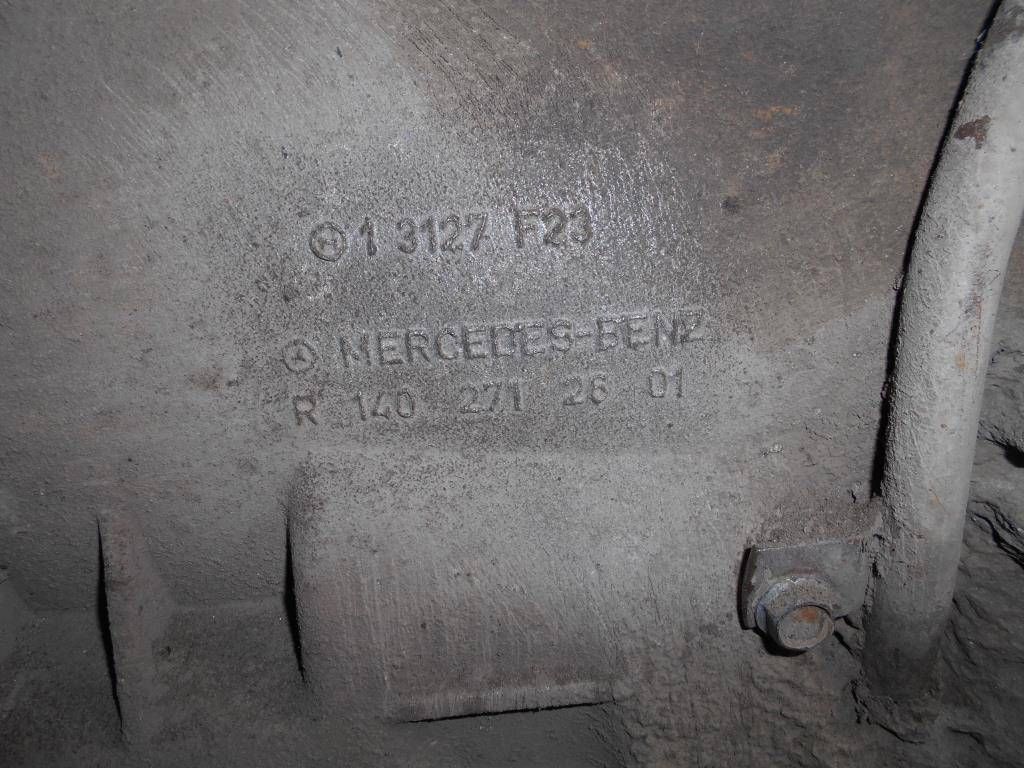 H 1 3127 F23
MERCEDES-BENZ
R 140 271 26 01